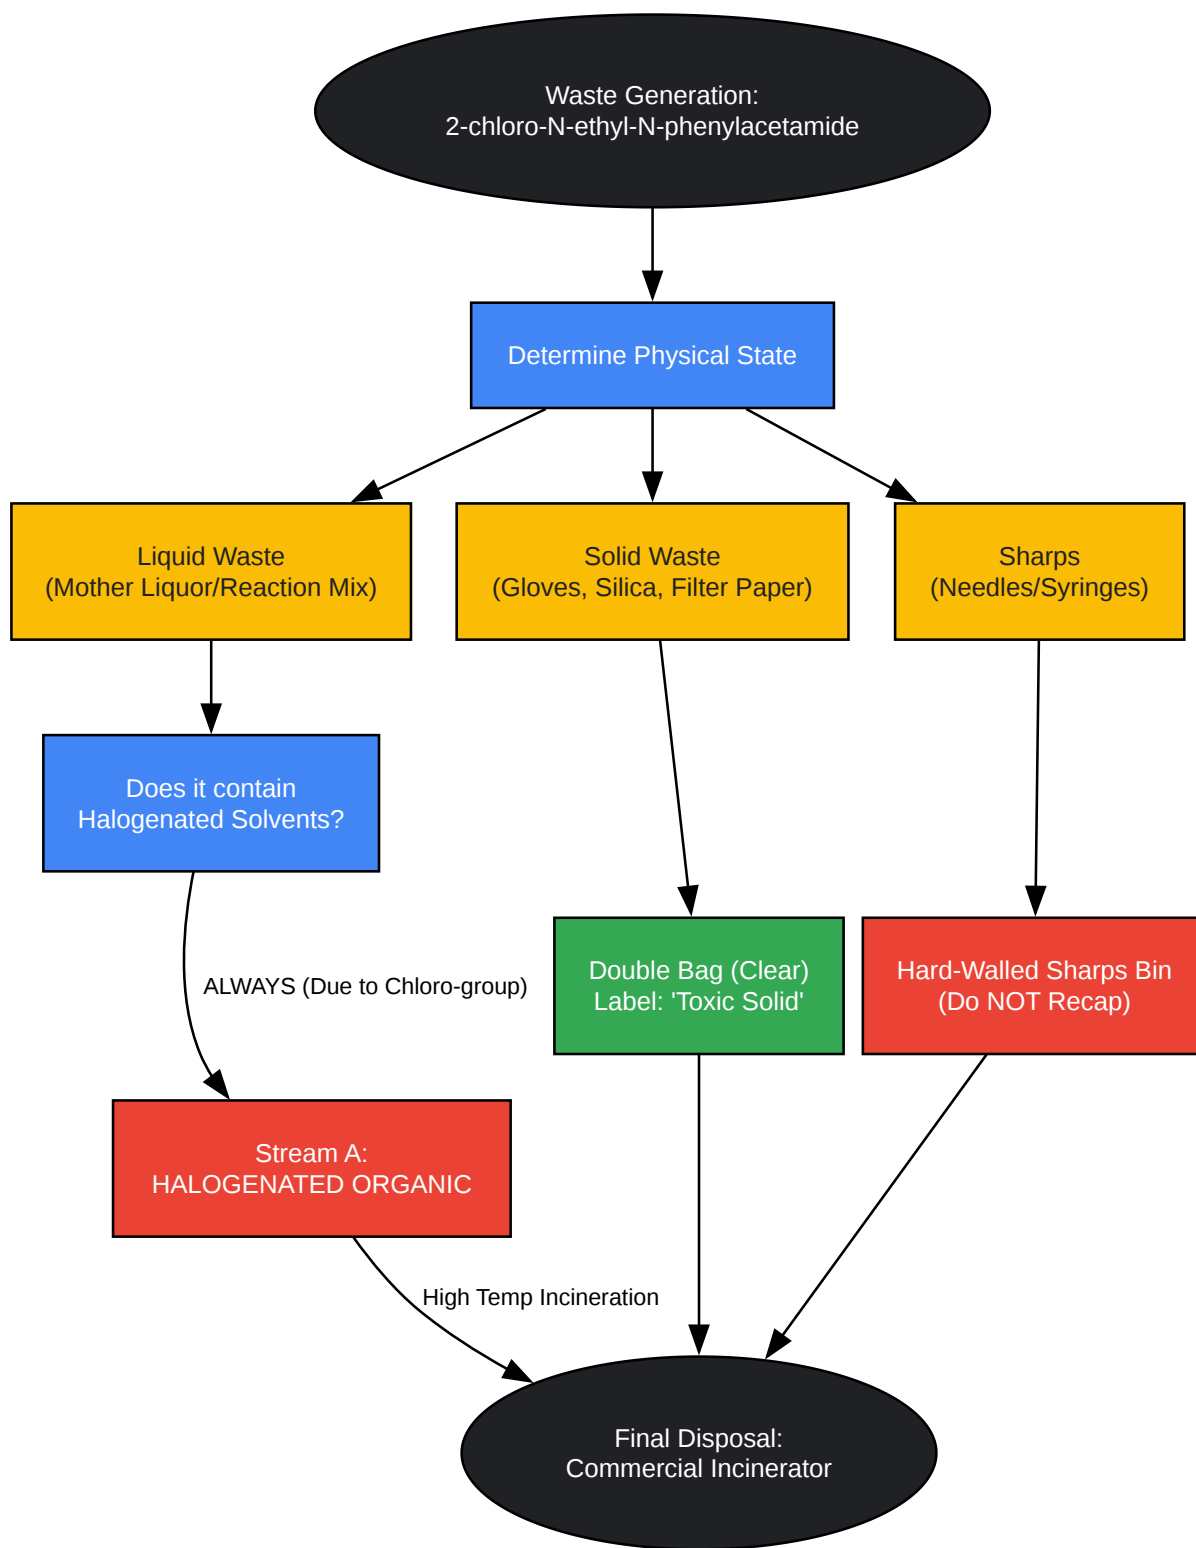 Waste Generation:
2-chloro-N-ethyl-N-phenylacetamide
Determine Physical State
Liquid Waste
(Mother Liquor/Reaction Mix)
Solid Waste
(Gloves, Silica, Filter Paper)
Sharps
(Needles/Syringes)
Does it contain
Halogenated Solvents?
ALWAYS (Due to Chloro-group)
Double Bag (Clear)
Label: 'Toxic Solid'
Hard-Walled Sharps Bin
(Do NOT Recap)
Stream A:
HALOGENATED ORGANIC
High Temp Incineration
Final Disposal:
Commercial Incinerator